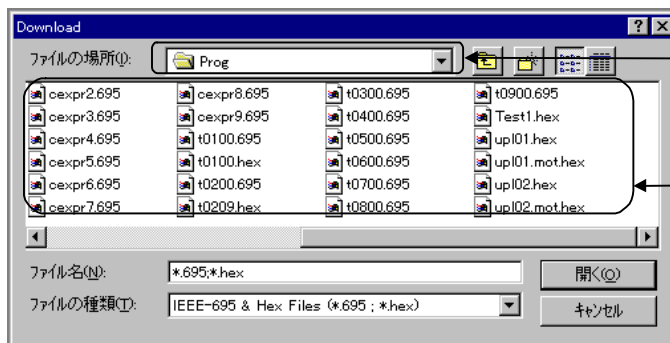 Download
ファイルの場所(I): Prog
cexpr2.695 cexpr8.695 t0300.695 t0900.695
cexpr3.695 cexpr9.695 t0400.695 Test1.hex
cexpr4.695 t0100.695 t0500.695 upl01.hex
cexpr5.695 t0100.hex t0600.695 upl01.mot.hex
cexpr6.695 t0200.695 t0700.695 upl02.hex
cexpr7.695 t0209.hex t0800.695 upl02.mot.hex
ファイル名(N): *.695;*.hex 開く(O)
ファイルの種類(T): IEEE-695 & Hex Files (*.695 ; *.hex) キャンセル